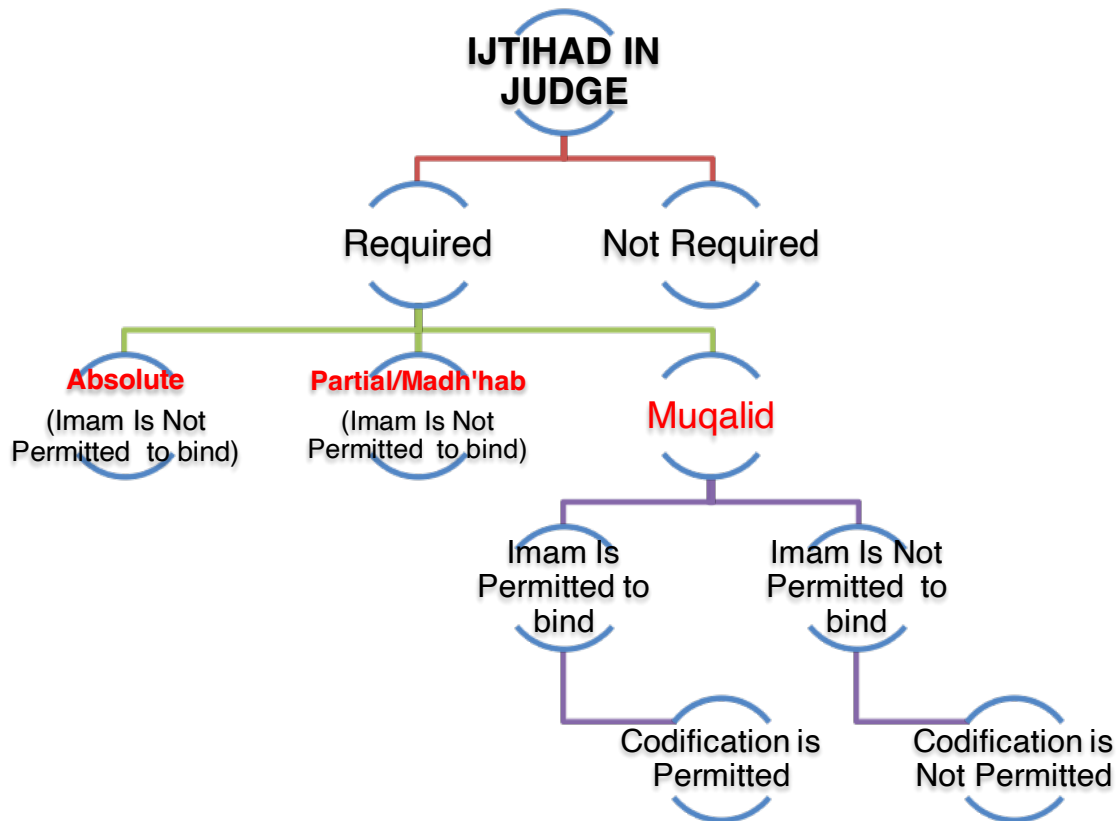 IJTIHAD IN
JUDGE
Required
Not Required
Absolute
(Imam Is Not
Permitted to bind)
Partial/Madh'hab
(Imam Is Not
Permitted to bind)
Muqalid
Imam Is
Permitted to
bind
Imam Is Not
Permitted to
bind
Codification is
Permitted
Codification is
Not Permitted